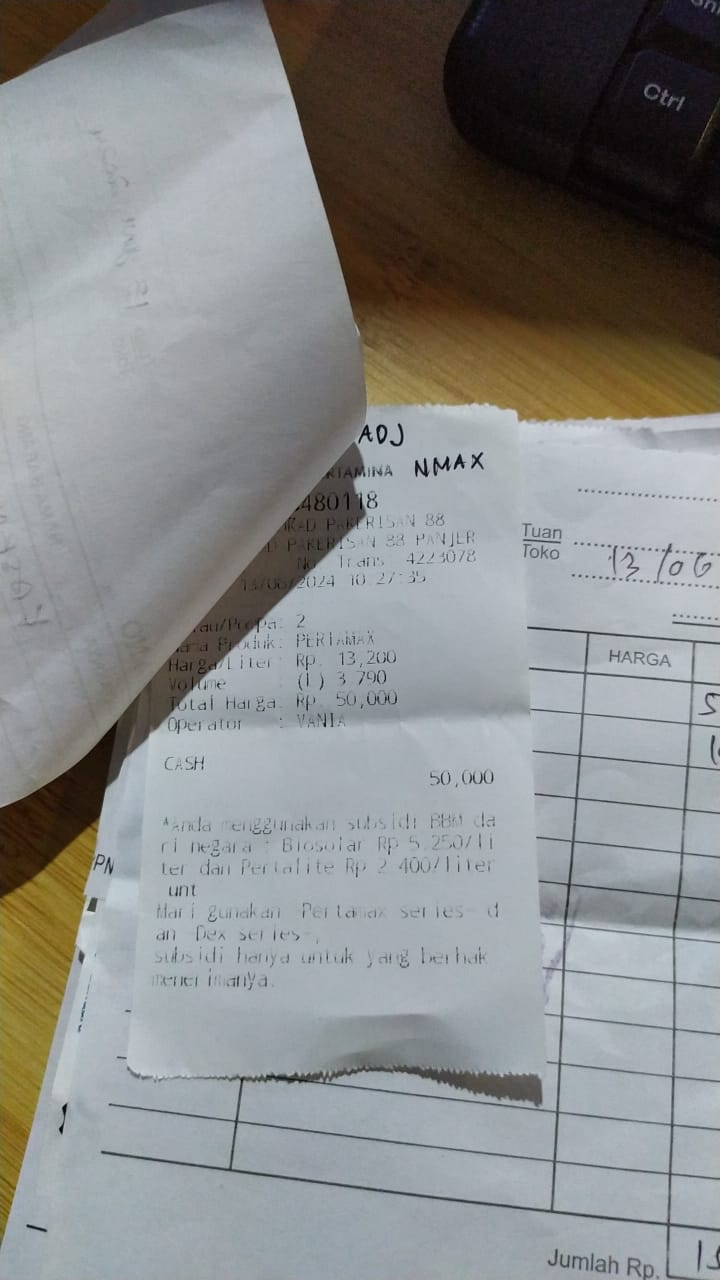 Ctrl
ADJ
RTAMINA NMAX
480118
PAKERISAN 88
PAKERISAN 88 PANJER
No. Trans 4223078
13/06/2024 10:27:35
2
Produk: PERTAMAX
Harga/Liter : Rp. 13,200
Volume : (L) 3.790
Total Harga: Rp. 50,000
Operator : VANIA
CASH
50,000
*Anda menggunakan subsidi BBM da
ri negara : Biosolar Rp 5.250/li
ter dan Pertalite Rp 2.400/liter
unt
Mari gunakan Pertamax series- d
an Dex series-,
subsidi hanya untuk yang berhak
menerimanya.
Tuan
Toko
13/06
HARGA
PN
Jumlah Rp.